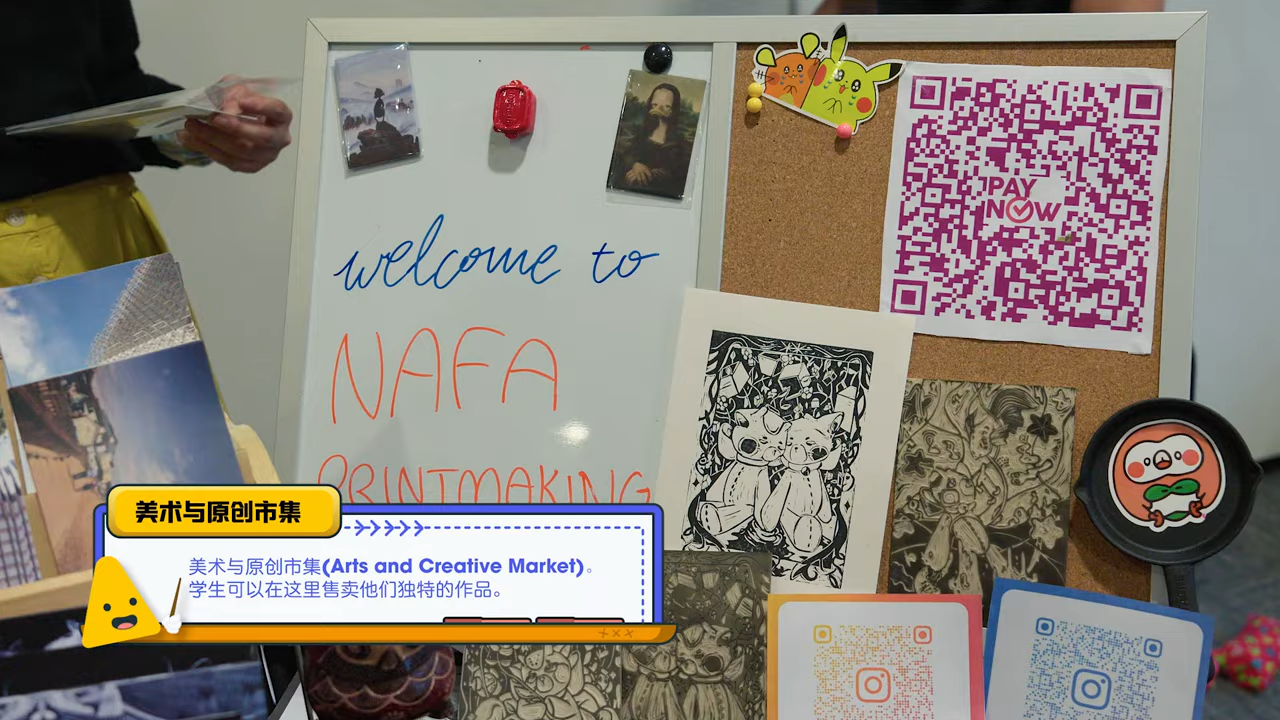 welcome to
NAFA
PRINTMAKING
PAY
NOW
美术与原创市集
美术与原创市集(Arts and Creative Market)。
学生可以在这里售卖他们独特的作品。